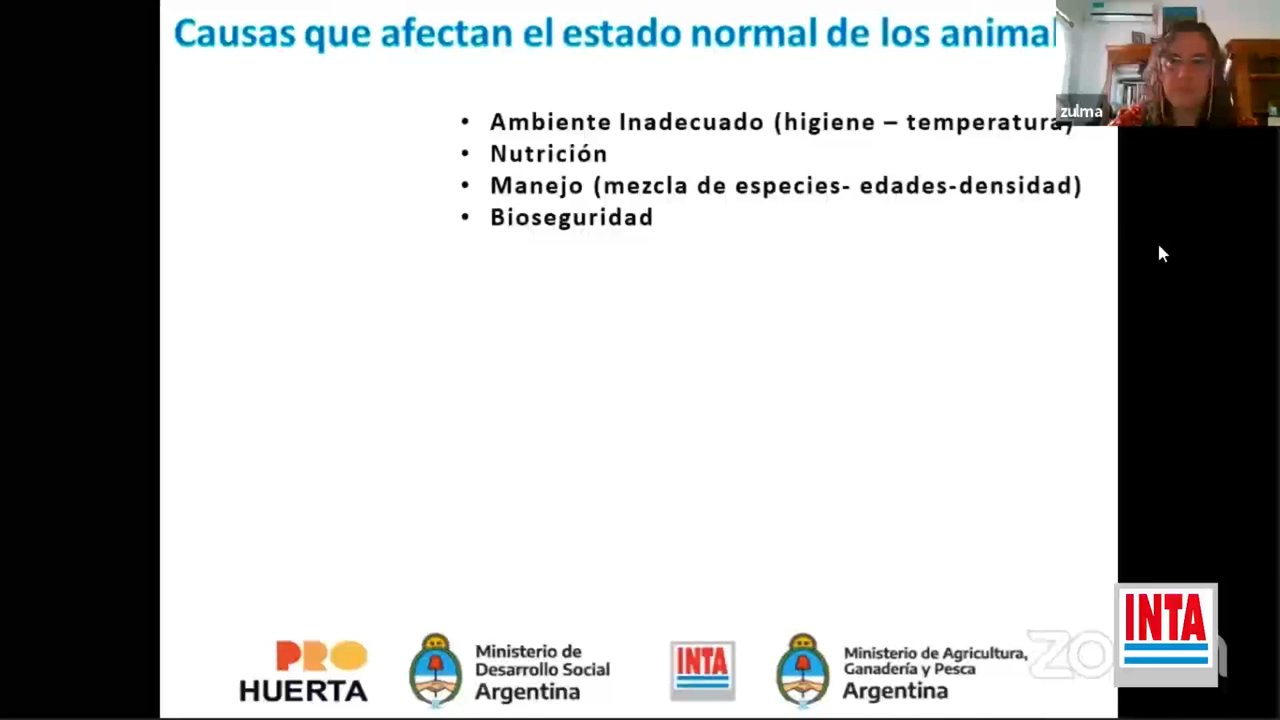 Causas que afectan el estado normal de los animal
zulma
• Ambiente Inadecuado (higiene – temperatura)
• Nutrición
• Manejo (mezcla de especies- edades-densidad)
• Bioseguridad
PRO
HUERTA
Ministerio de
Desarrollo Social
Argentina
INTA
Ministerio de Agricultura,
Ganadería y Pesca
Argentina
INTA